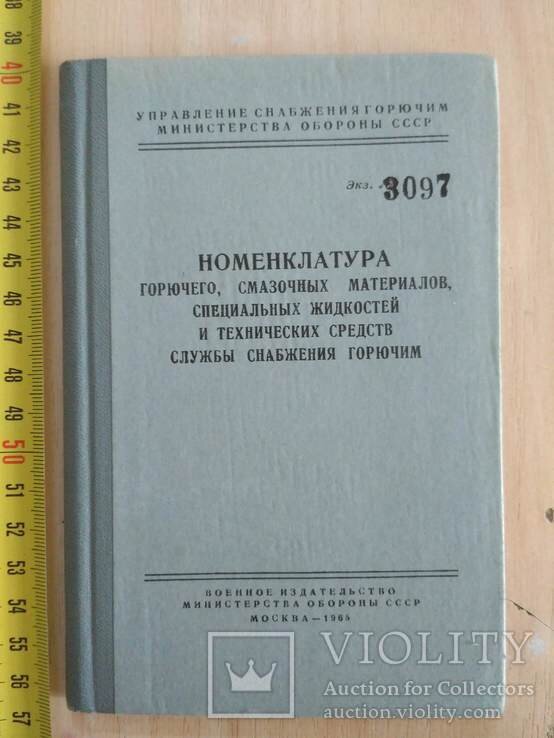 УПРАВЛЕНИЕ СНАБЖЕНИЯ ГОРЮЧИМ
МИНИСТЕРСТВА ОБОРОНЫ СССР
Экз. 3097
НОМЕНКЛАТУРА
ГОРЮЧЕГО, СМАЗОЧНЫХ МАТЕРИАЛОВ,
СПЕЦИАЛЬНЫХ ЖИДКОСТЕЙ
И ТЕХНИЧЕСКИХ СРЕДСТВ
СЛУЖБЫ СНАБЖЕНИЯ ГОРЮЧИМ
ВОЕННОЕ ИЗДАТЕЛЬСТВО
МИНИСТЕРСТВА ОБОРОНЫ СССР
МОСКВА—1965
38
39
40
41
42
43
44
45
46
47
48
49
50
51
52
53
54
55
56
57
VIOLITY
Auction for Collectors
auction.violity.com